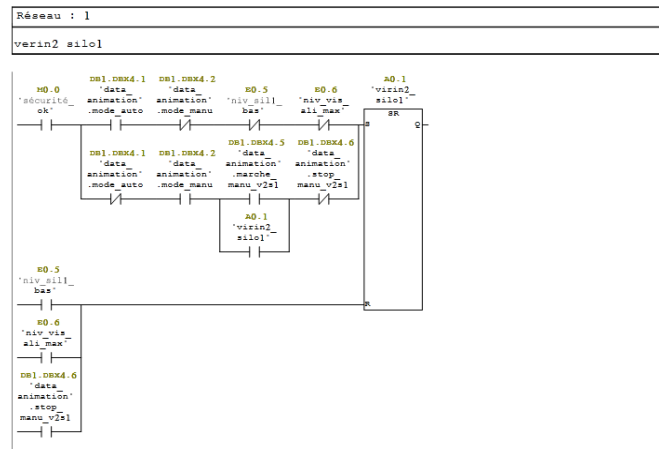 Réseau : 1
verin2 silo1
M0.0
"sécurité_
ok"
DB1.DBX4.1
"data_
animation"
.mode_auto
DB1.DBX4.2
"data_
animation"
.mode_manu
E0.5
"niv_sil1_
bas"
E0.6
"niv_vis_
ali_max"
A0.1
"virin2_
silo1"
SR
S
Q
DB1.DBX4.1
"data_
animation"
.mode_auto
DB1.DBX4.2
"data_
animation"
.mode_manu
DB1.DBX4.5
"data_
animation"
.marche_
manu_v2s1
DB1.DBX4.6
"data_
animation"
.stop_
manu_v2s1
A0.1
"virin2_
silo1"
E0.5
"niv_sil1_
bas"
R
E0.6
"niv_vis_
ali_max"
DB1.DBX4.6
"data_
animation"
.stop_
manu_v2s1